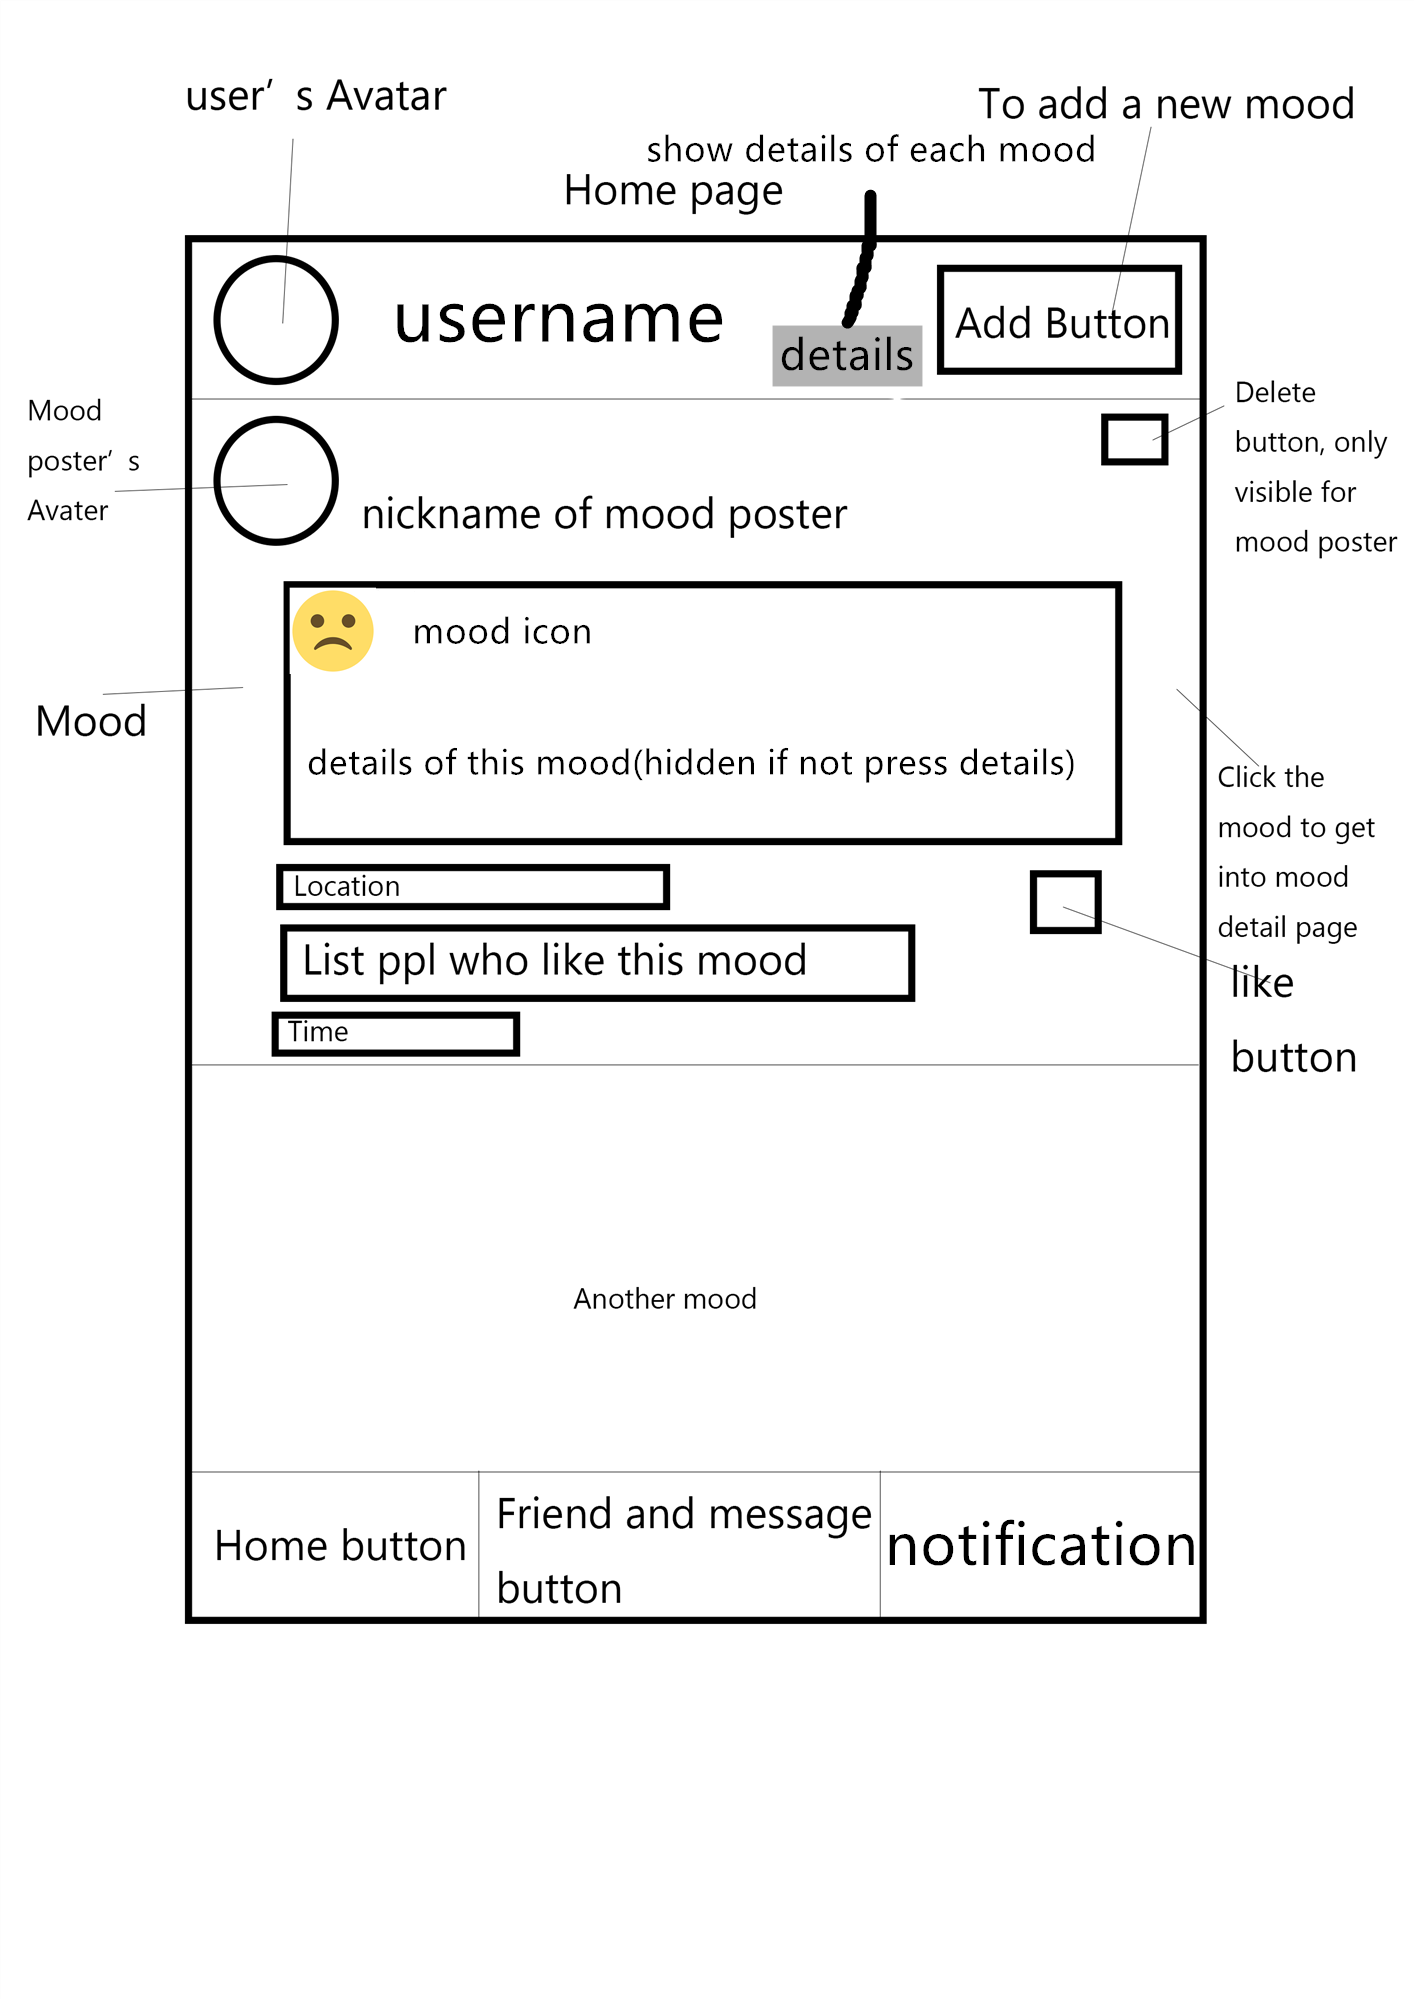 user’s Avatar
To add a new mood
show details of each mood
Home page
username
details
Add Button
Delete
button, only
visible for
mood poster
Mood
poster’s
Avater
nickname of mood poster
mood icon
Mood
details of this mood(hidden if not press details)
Click the
mood to get
into mood
detail page
Location
List ppl who like this mood
like
button
Time
Another mood
Home button
Friend and message
button
notification